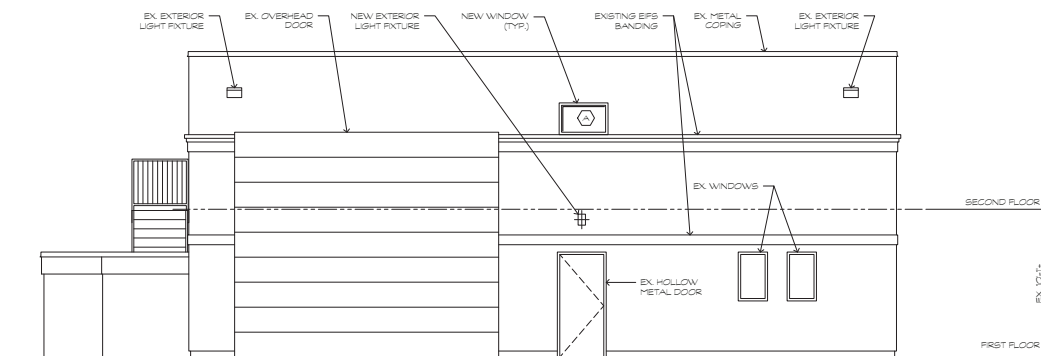 EX. EXTERIOR
LIGHT FIXTURE
EX. OVERHEAD
DOOR
NEW EXTERIOR
LIGHT FIXTURE
NEW WINDOW
(TYP.)
EXISTING EIFS
BANDING
EX. METAL
COPING
EX. EXTERIOR
LIGHT FIXTURE
A
EX. WINDOWS
SECOND FLOOR
EX. HOLLOW
METAL DOOR
EX.
FIRST FLOOR